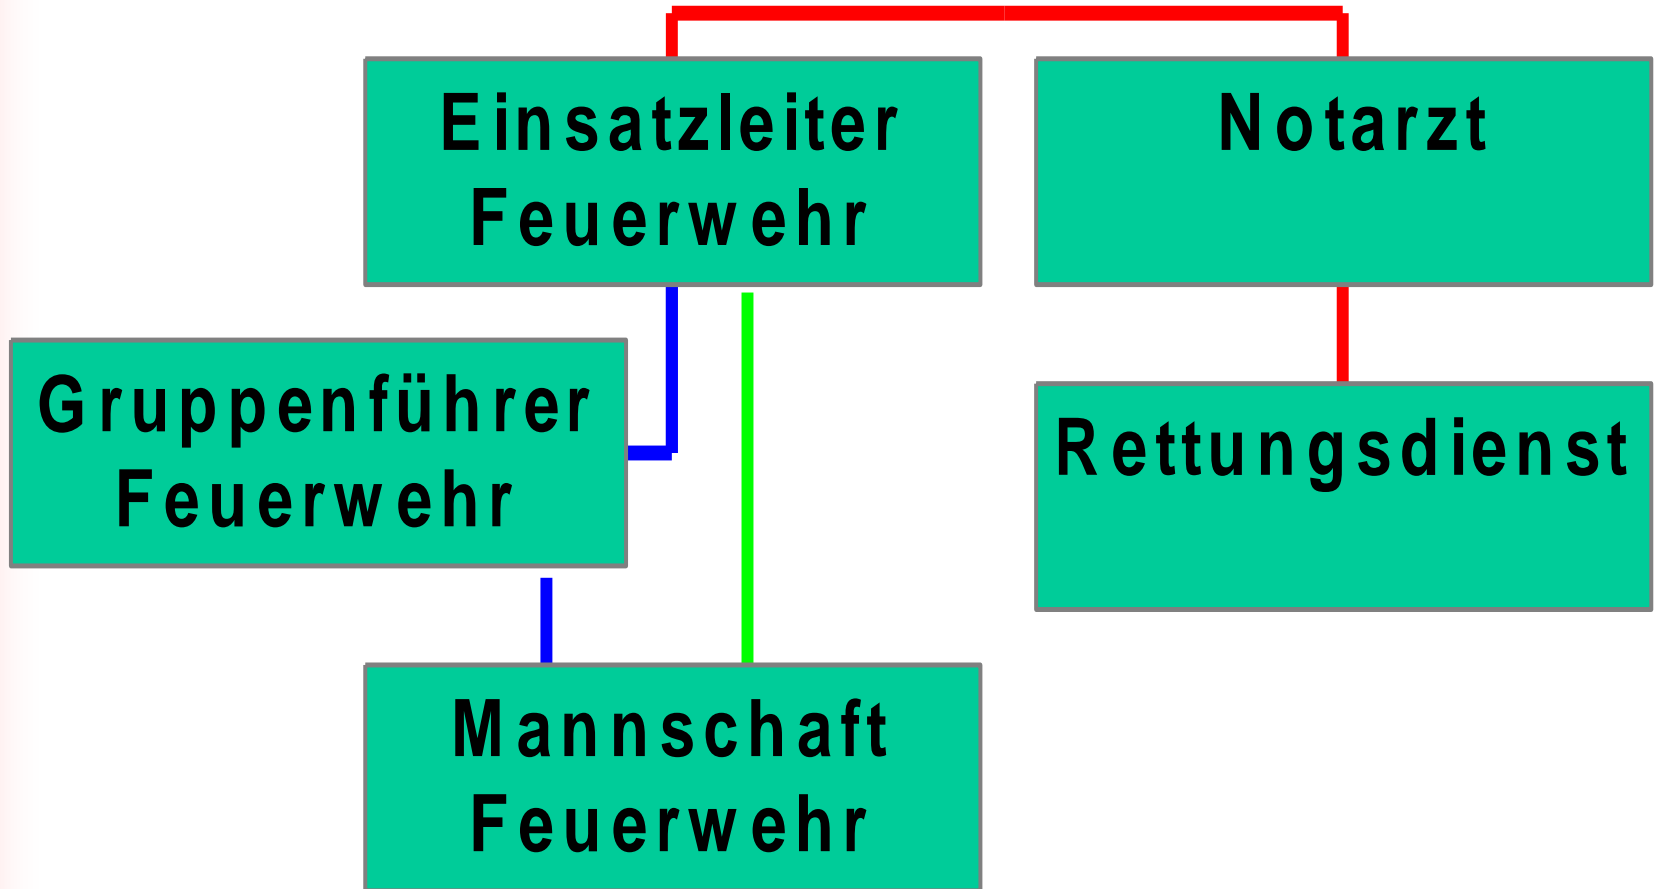 Einsatzleiter
Feuerwehr
Notarzt
Gruppenführer
Feuerwehr
Rettungsdienst
Mannschaft
Feuerwehr